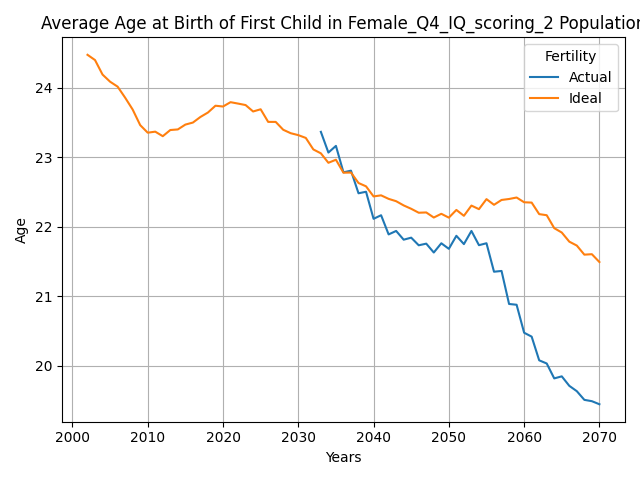 Average Age at Birth of First Child in Female_Q4_IQ_scoring_2 Population
Fertility
Actual
Ideal
24
23
22
21
20
Age
2000 2010 2020 2030 2040 2050 2060 2070
Years